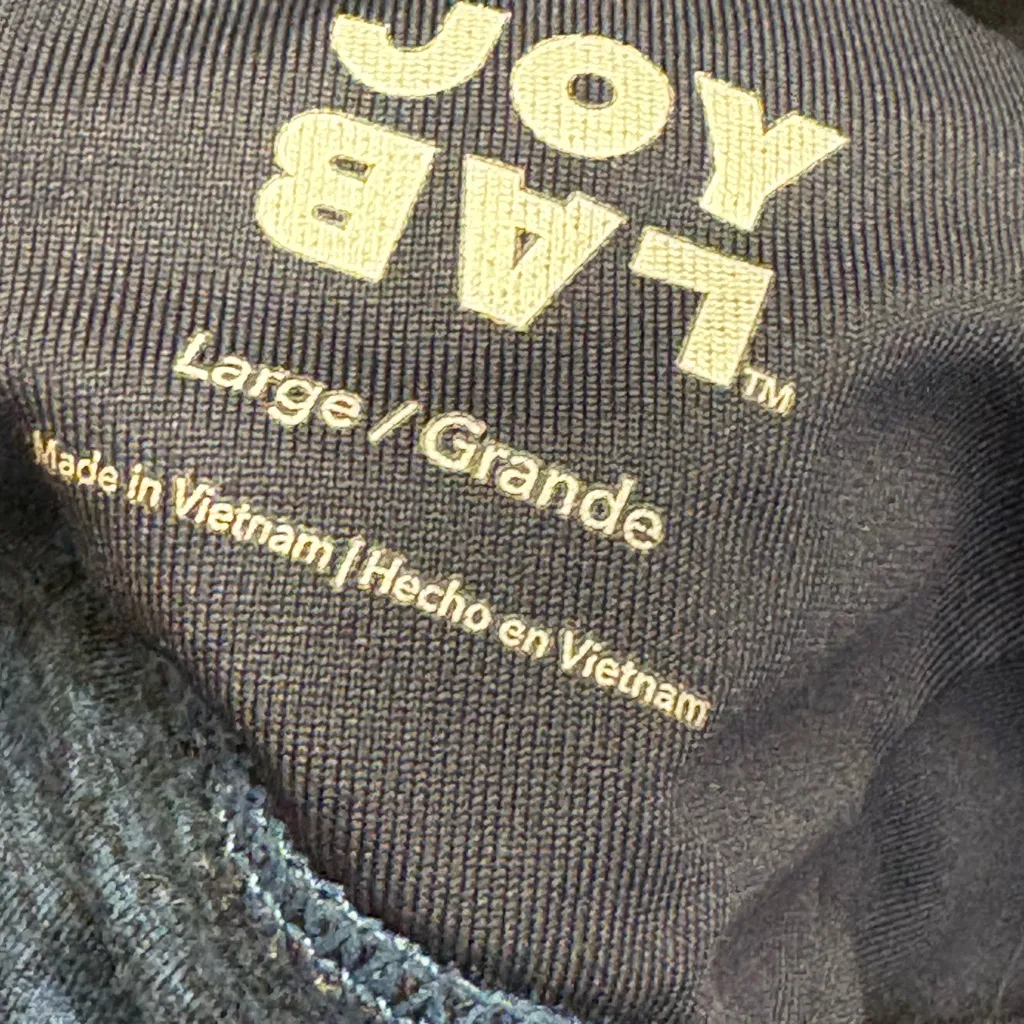 JOY
LAB™
Large / Grande
Made in Vietnam | Hecho en Vietnam